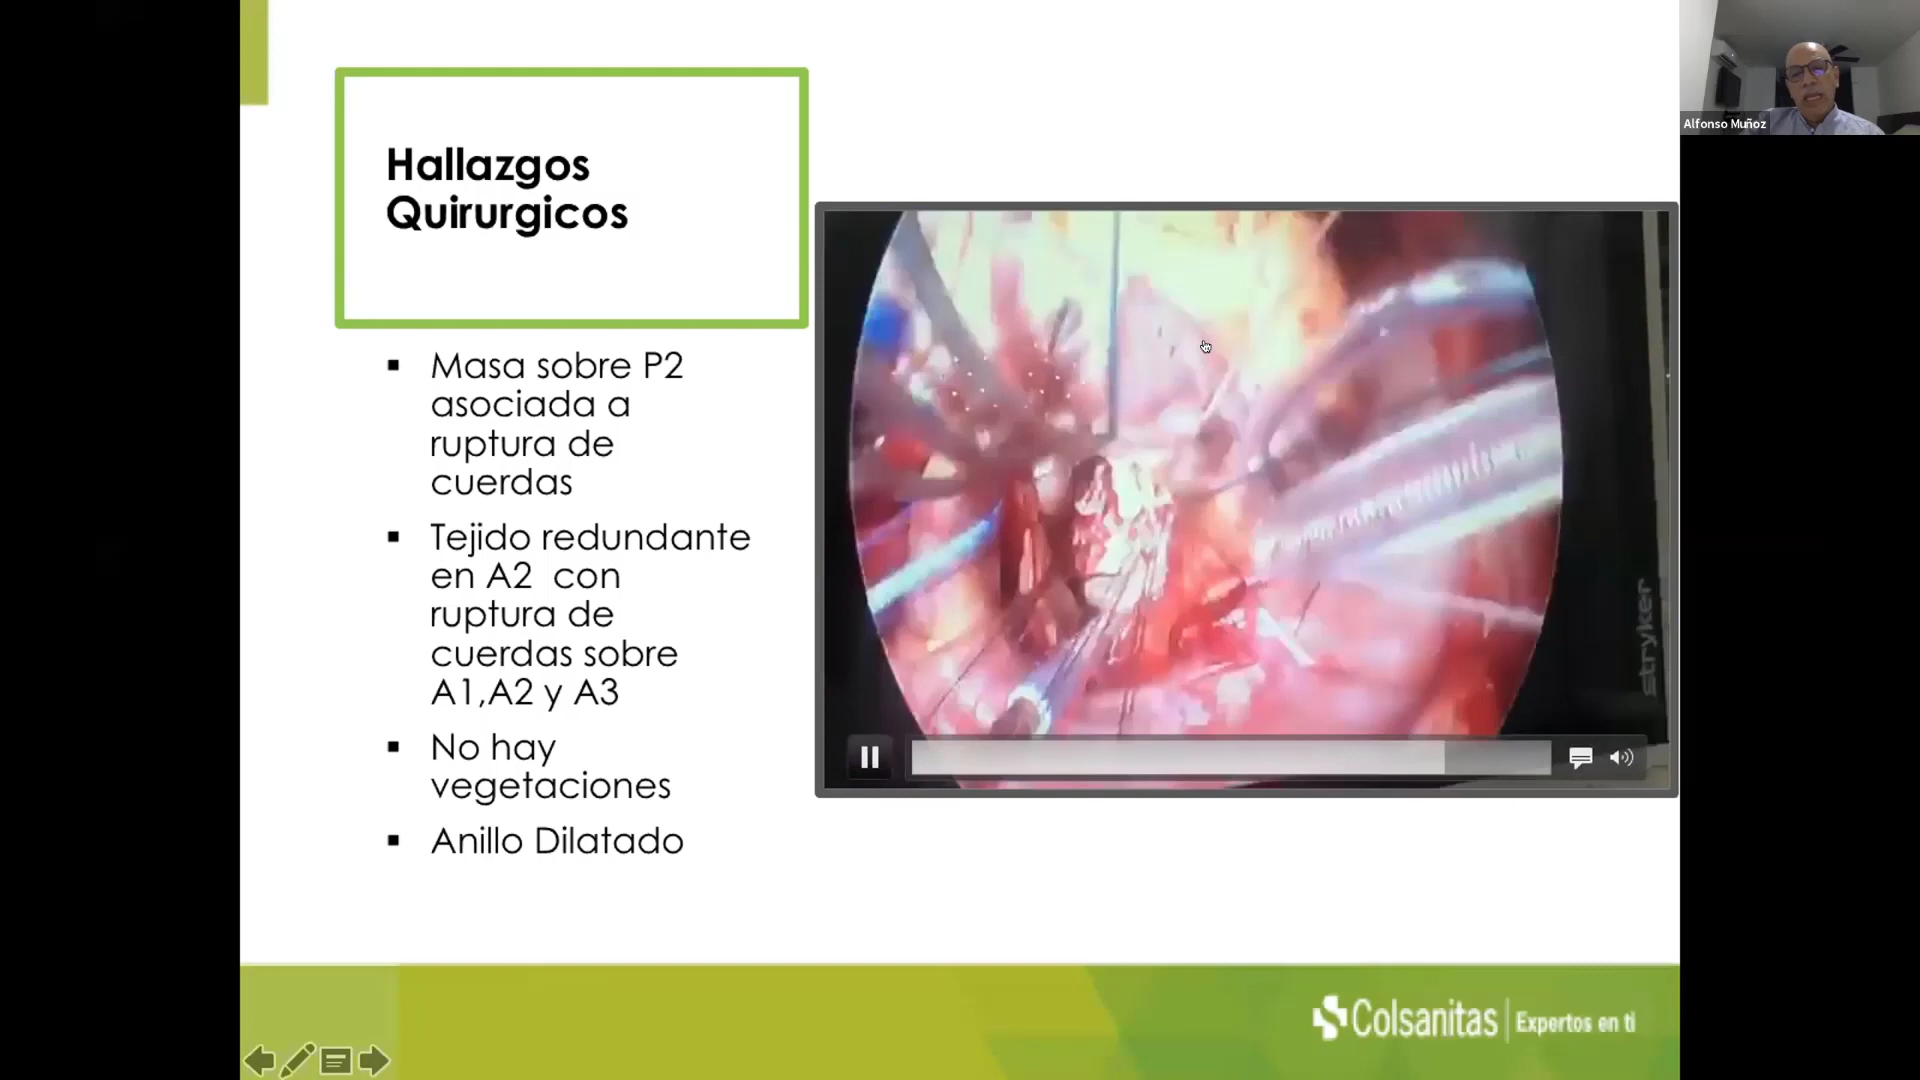 Hallazgos
Quirurgicos
Masa sobre P2
asociada a
ruptura de
cuerdas
Tejido redundante
en A2 con
ruptura de
cuerdas sobre
A1,A2 y A3
No hay
vegetaciones
Anillo Dilatado
stryker
Alfonso Muñoz
Colsanitas
Expertos en ti